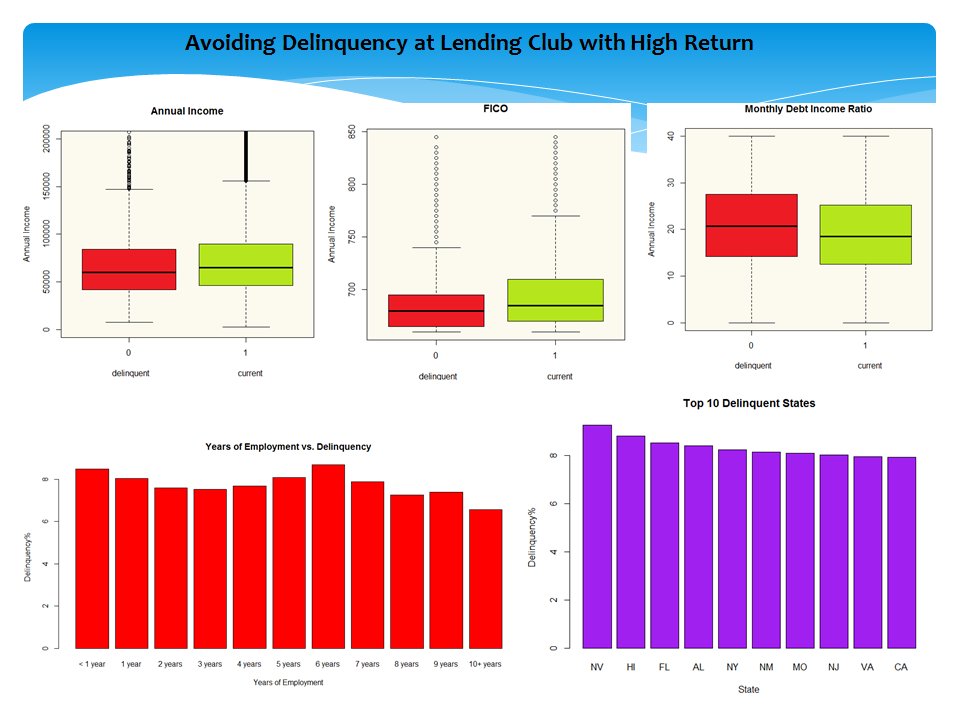 Avoiding Delinquency at Lending Club with High Return
Annual Income
Annual Income
200000
150000
100000
50000
0
0 1
delinquent current
FICO
Annual Income
850
800
750
700
0 1
delinquent current
Monthly Debt Income Ratio
Annual Income
40
30
20
10
0
0 1
delinquent current
Years of Employment vs. Delinquency
Delinquency%
8
6
4
2
0
< 1 year 1 year 2 years 3 years 4 years 5 years 6 years 7 years 8 years 9 years 10+ years
Years of Employment
Top 10 Delinquent States
Delinquency%
8
6
4
2
0
NV HI FL AL NY NM MO NJ VA CA
State